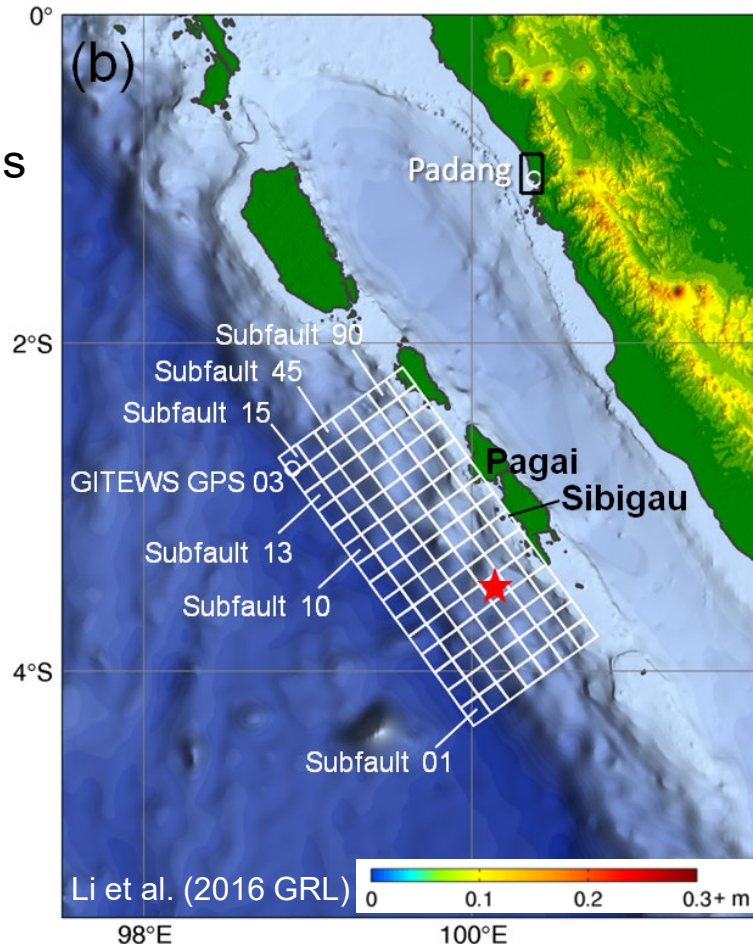 0°
(b)
s
Padang
2°S
Subfault 90
Subfault 45
Subfault 15
GITEWS GPS 03
Pagai
Sibigau
Subfault 13
Subfault 10
4°S
Subfault 01
Li et al. (2016 GRL)
0 0.1 0.2 0.3+ m
98°E 100°E